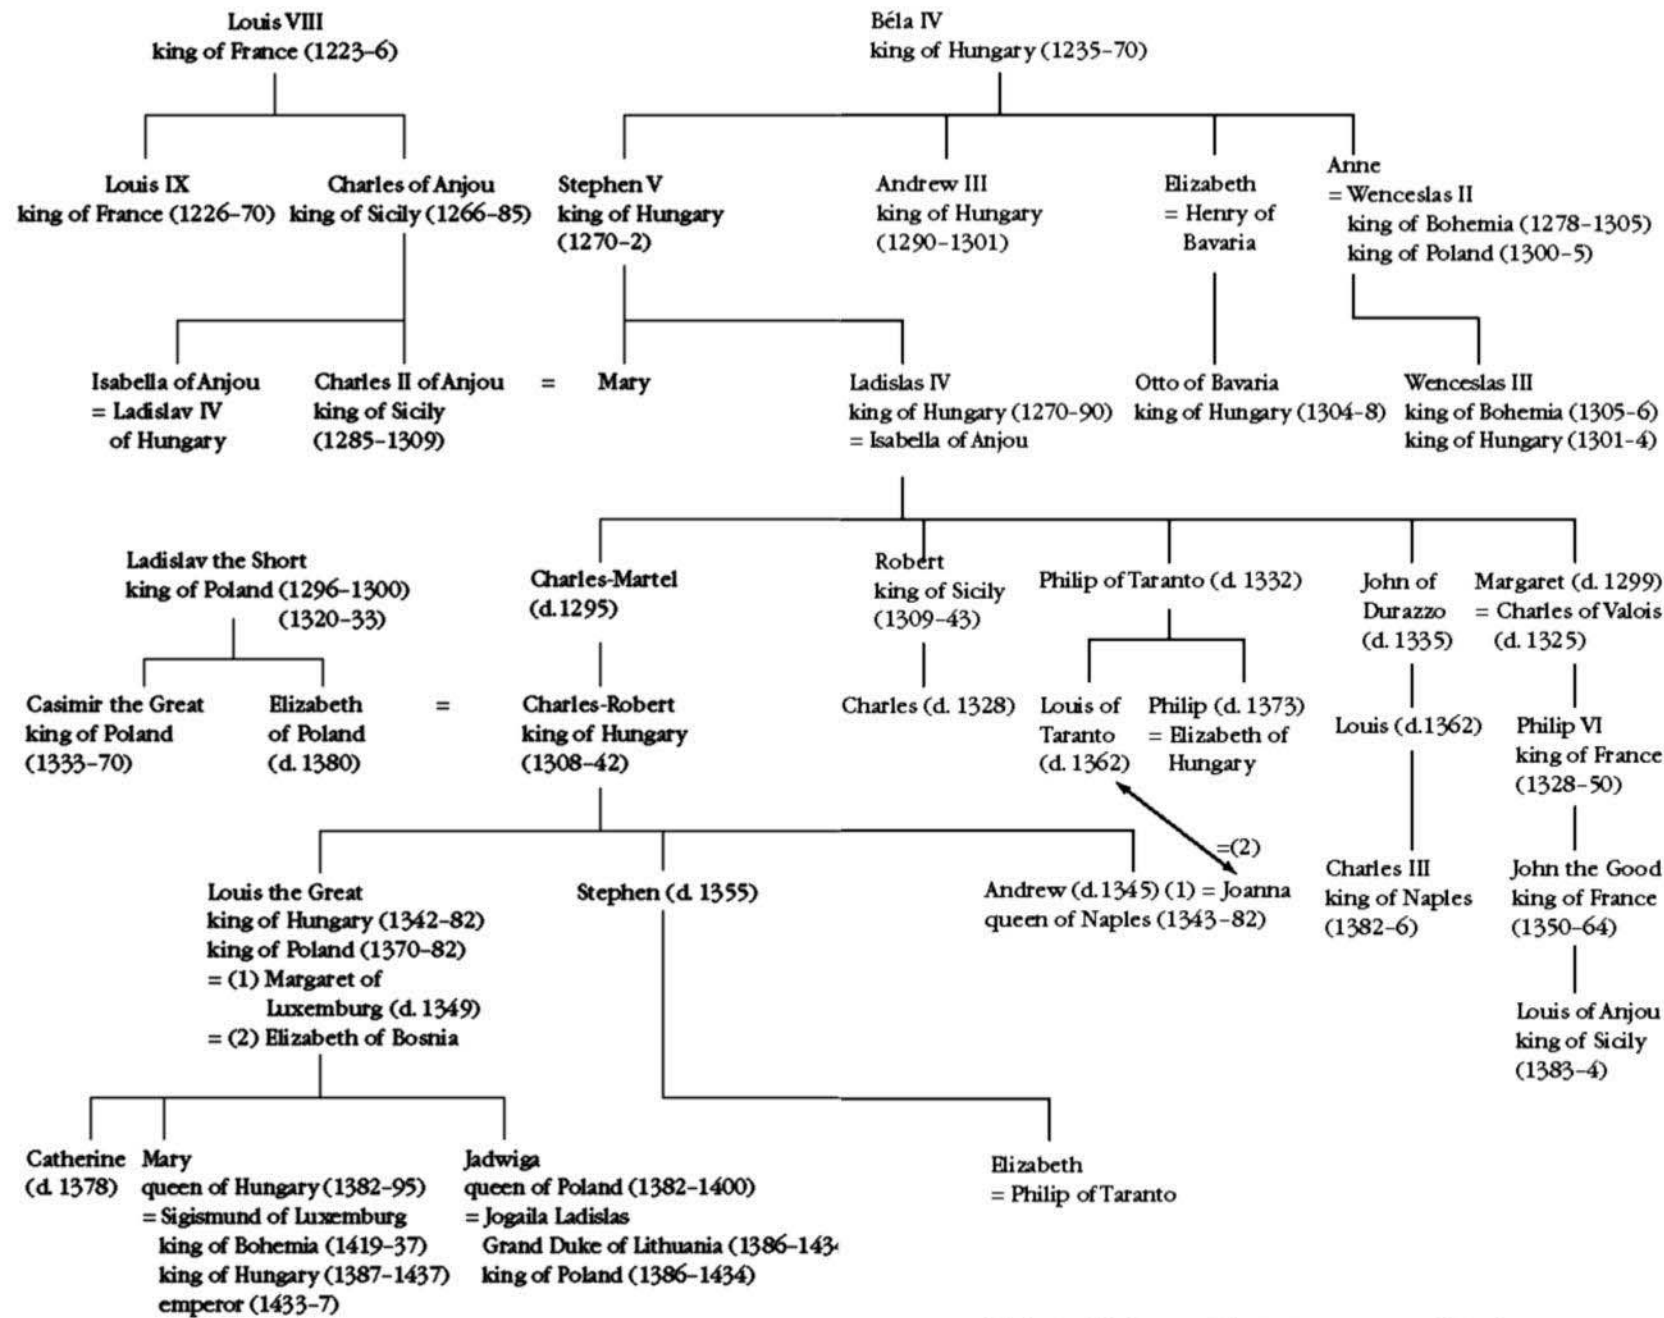 Louis VIII
king of France (1223–6)
Béla IV
king of Hungary (1235–70)
Louis IX
king of France (1226–70)
Charles of Anjou
king of Sicily (1266–85)
Stephen V
king of Hungary
(1270–2)
Andrew III
king of Hungary
(1290–1301)
Elizabeth
= Henry of
Bavaria
Anne
= Wenceslas II
king of Bohemia (1278–1305)
king of Poland (1300–5)
Isabella of Anjou
= Ladislav IV
of Hungary
Charles II of Anjou
king of Sicily
(1285–1309)
=
Mary
Ladislas IV
king of Hungary (1270–90)
= Isabella of Anjou
Otto of Bavaria
king of Hungary (1304–8)
Wenceslas III
king of Bohemia (1305–6)
king of Hungary (1301–4)
Ladislav the Short
king of Poland (1296–1300)
(1320–33)
Charles-Martel
(d.1295)
Robert
king of Sicily
(1309–43)
Philip of Taranto (d. 1332)
John of
Durazzo
(d. 1335)
Margaret (d. 1299)
= Charles of Valois
(d. 1325)
Casimir the Great
king of Poland
(1333–70)
Elizabeth
of Poland
(d. 1380)
=
Charles-Robert
king of Hungary
(1308–42)
Charles (d. 1328)
Louis of
Taranto
(d. 1362)
Philip (d. 1373)
= Elizabeth of
Hungary
Louis (d.1362)
Philip VI
king of France
(1328–50)
=(2)
Louis the Great
king of Hungary (1342–82)
king of Poland (1370–82)
= (1) Margaret of
Luxemburg (d. 1349)
= (2) Elizabeth of Bosnia
Stephen (d. 1355)
Andrew (d.1345) (1) = Joanna
queen of Naples (1343–82)
Charles III
king of Naples
(1382–6)
John the Good
king of France
(1350–64)
Louis of Anjou
king of Sicily
(1383–4)
Catherine
(d. 1378)
Mary
queen of Hungary (1382–95)
= Sigismund of Luxemburg
king of Bohemia (1419–37)
king of Hungary (1387–1437)
emperor (1433–7)
Jadwiga
queen of Poland (1382–1400)
= Jogaila Ladislas
Grand Duke of Lithuania (1386–143
king of Poland (1386–1434)
Elizabeth
= Philip of Taranto